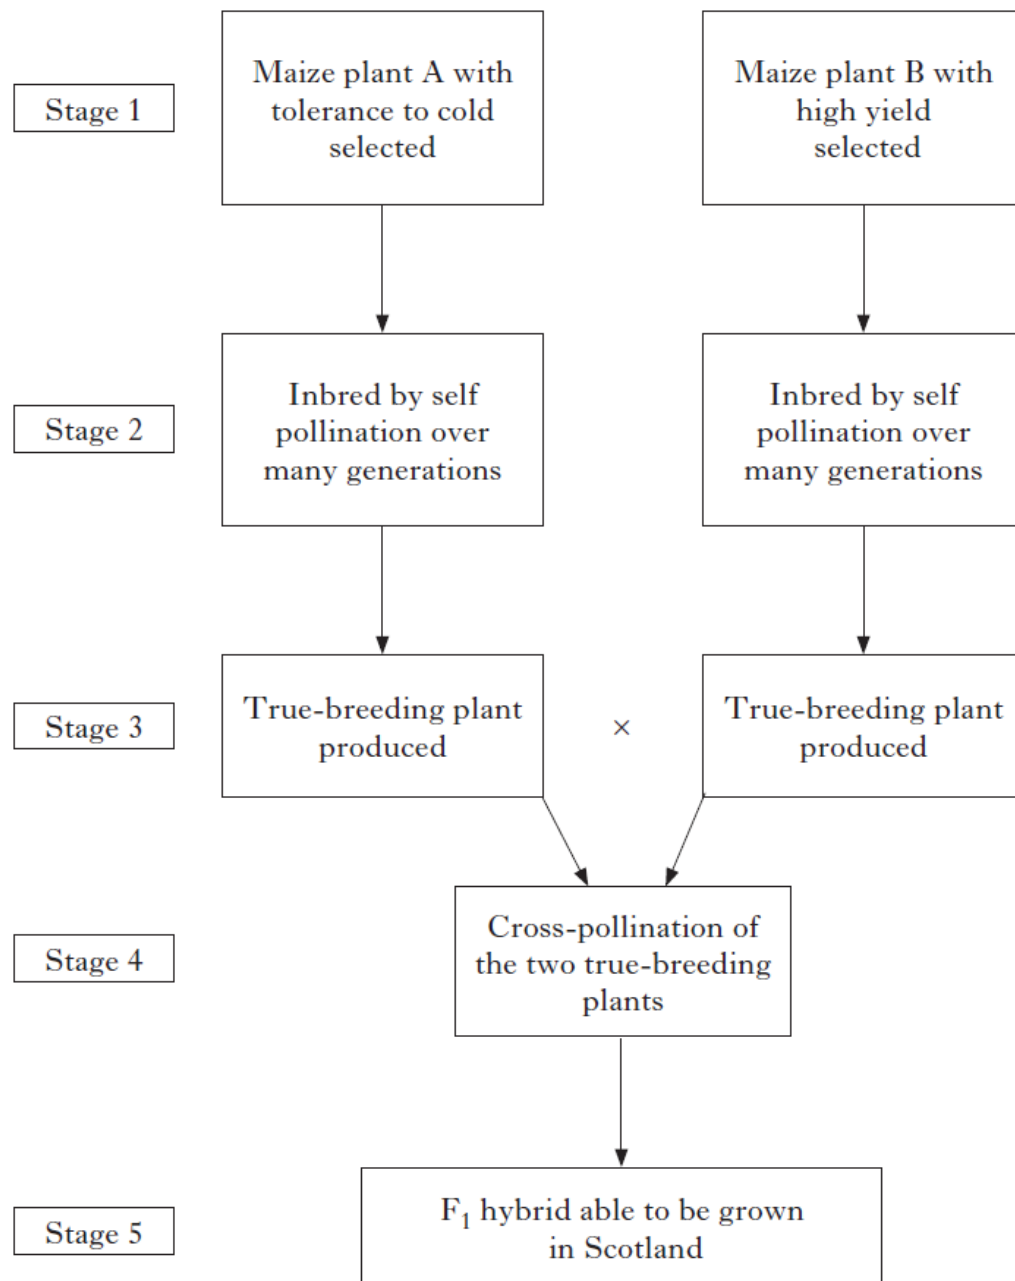 Stage 1
Maize plant A with
tolerance to cold
selected
Maize plant B with
high yield
selected
Stage 2
Inbred by self
pollination over
many generations
Inbred by self
pollination over
many generations
Stage 3
True-breeding plant
produced
×
True-breeding plant
produced
Stage 4
Cross-pollination of
the two true-breeding
plants
Stage 5
F₁ hybrid able to be grown
in Scotland